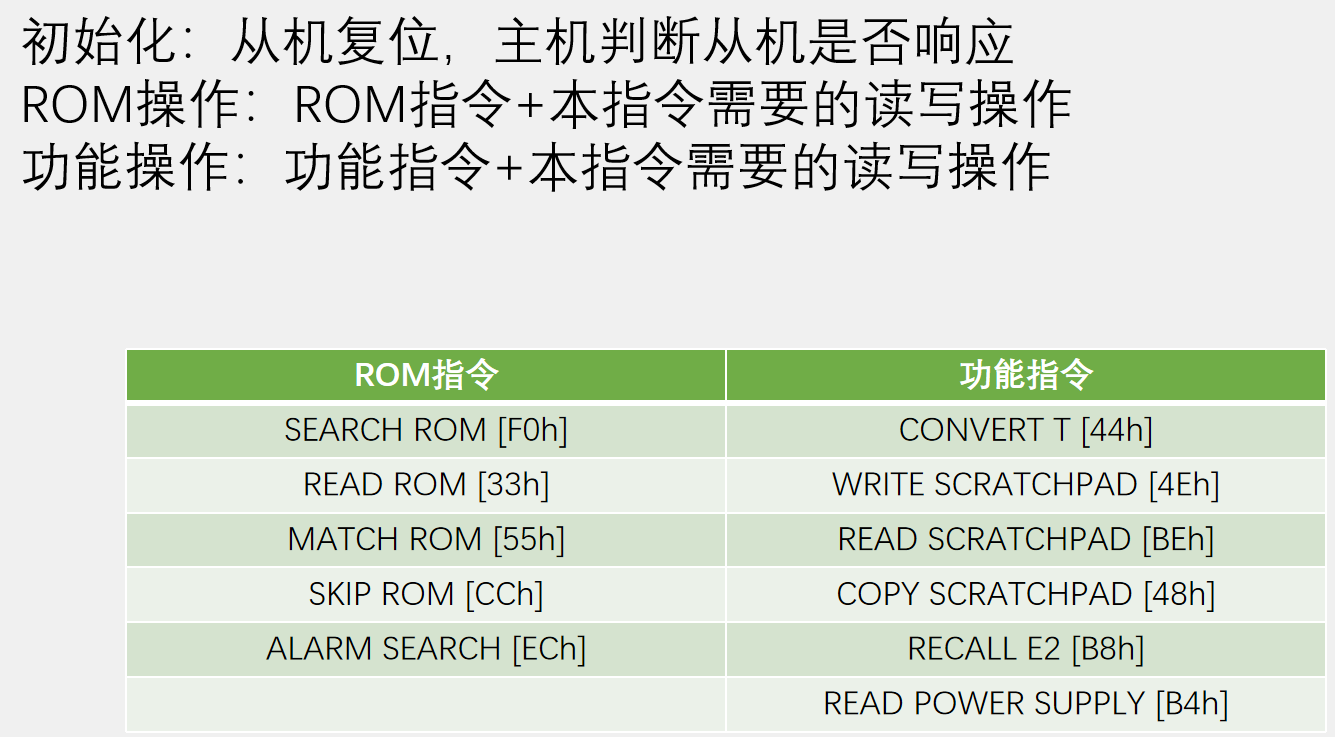 初始化：从机复位，主机判断从机是否响应
ROM操作：ROM指令+本指令需要的读写操作
功能操作：功能指令+本指令需要的读写操作
ROM指令 功能指令
SEARCH ROM [F0h] CONVERT T [44h]
READ ROM [33h] WRITE SCRATCHPAD [4Eh]
MATCH ROM [55h] READ SCRATCHPAD [BEh]
SKIP ROM [CCh] COPY SCRATCHPAD [48h]
ALARM SEARCH [ECh] RECALL E2 [B8h]
READ POWER SUPPLY [B4h]